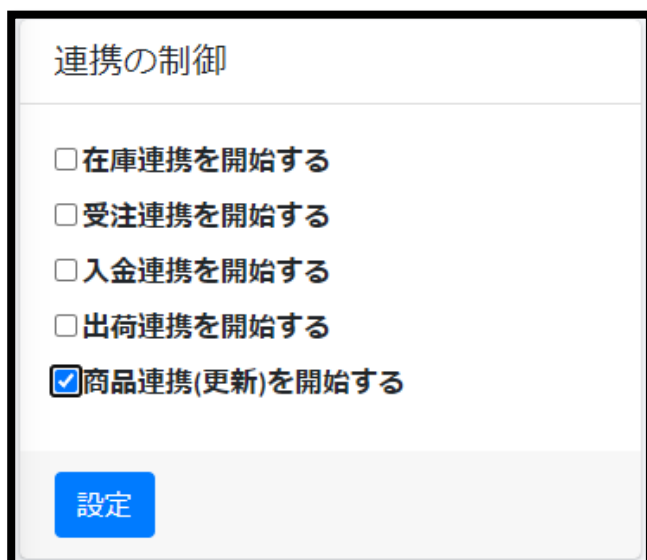 連携の制御
在庫連携を開始する
受注連携を開始する
入金連携を開始する
出荷連携を開始する
商品連携(更新)を開始する
設定